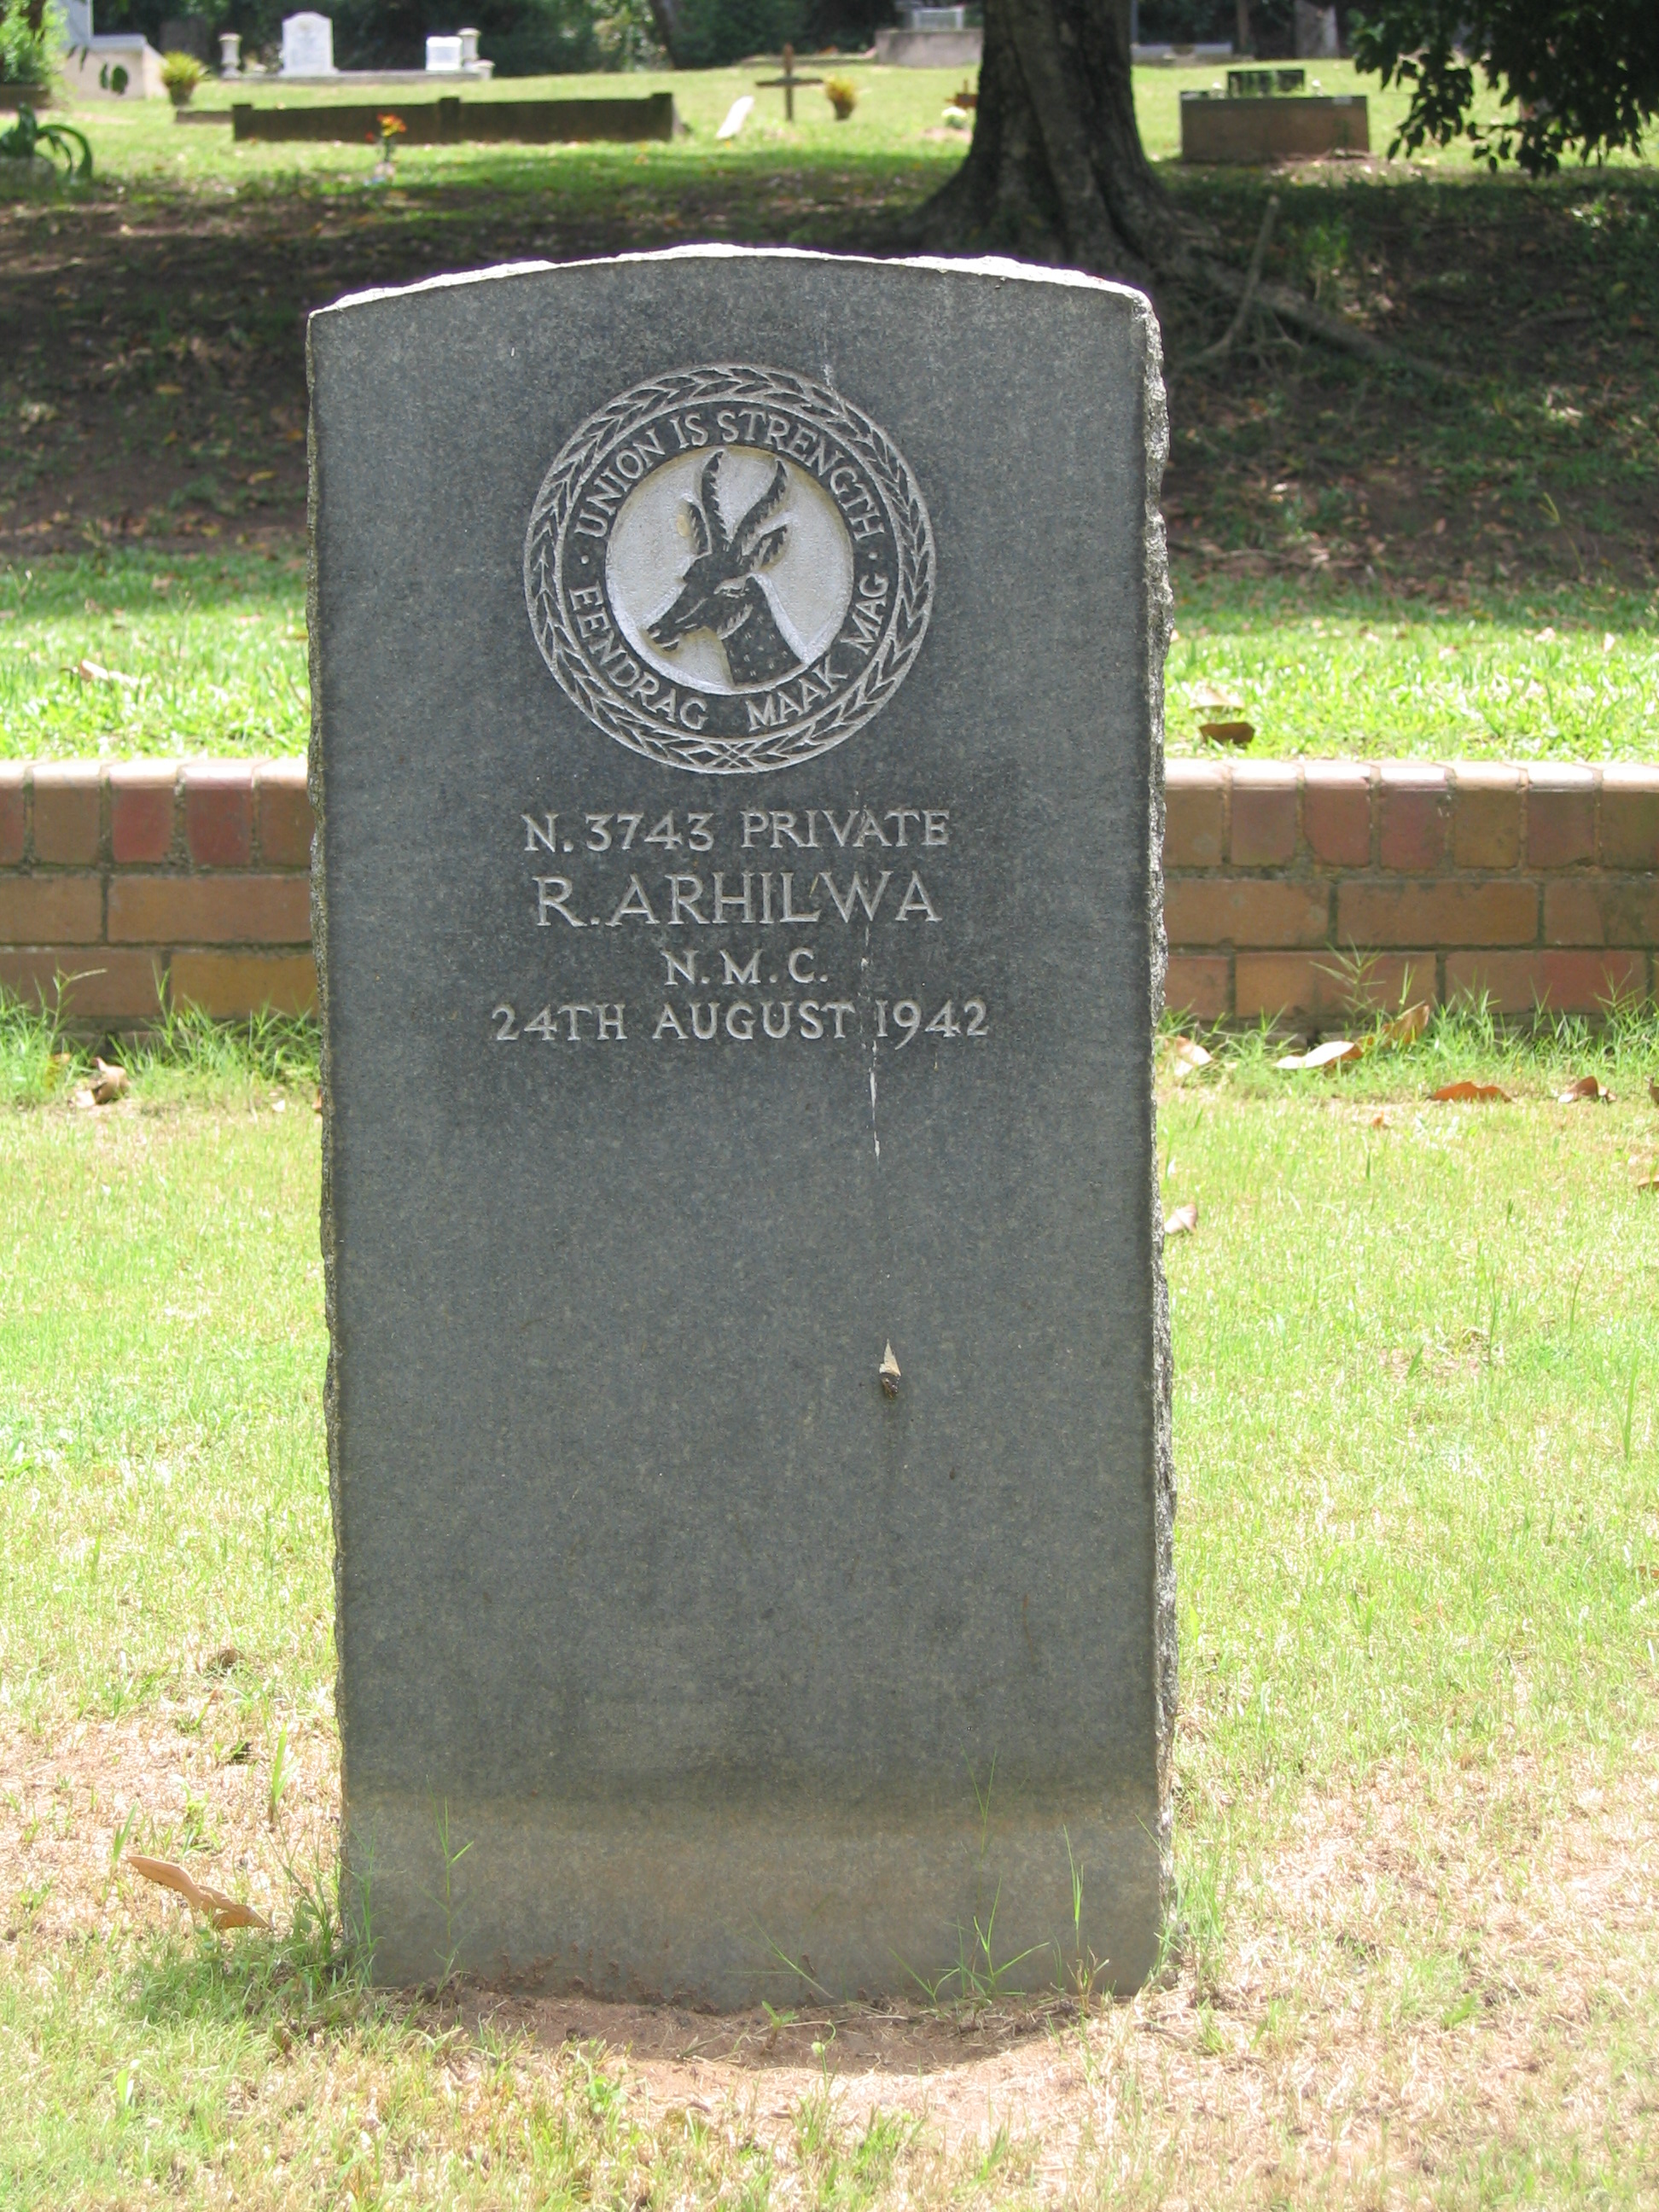 UNION IS STRENGTH
EENDRAG MAAK MAG
N.3743 PRIVATE
R.ARHILWA
N.M.C.
24TH AUGUST 1942